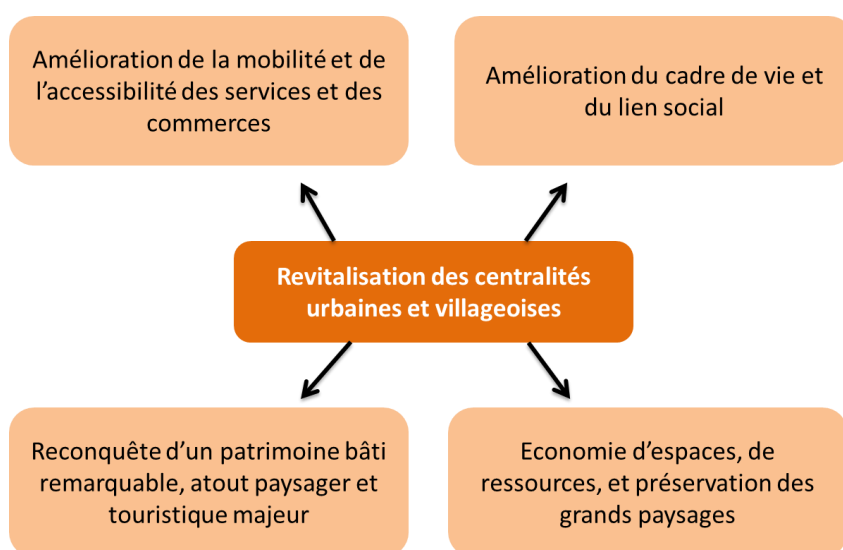 Amélioration de la mobilité et de
l’accessibilité des services et des
commerces
Amélioration du cadre de vie et
du lien social
Revitalisation des centralités
urbaines et villageoises
Reconquête d’un patrimoine bâti
remarquable, atout paysager et
touristique majeur
Economie d’espaces, de
ressources, et préservation des
grands paysages